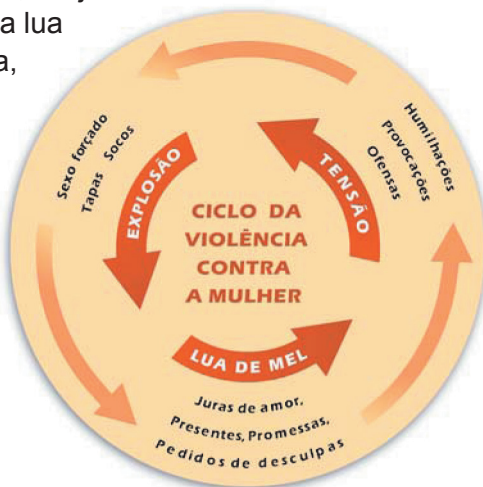 a lua
a,
Humilhações
Provocações
Ofensas
TENSÃO
Sexo forçado
Tapas Socos
EXPLOSÃO
CICLO DA
VIOLÊNCIA
CONTRA
A MULHER
LUA DE MEL
Juras de amor,
Presentes, Promessas,
Pedidos de desculpas